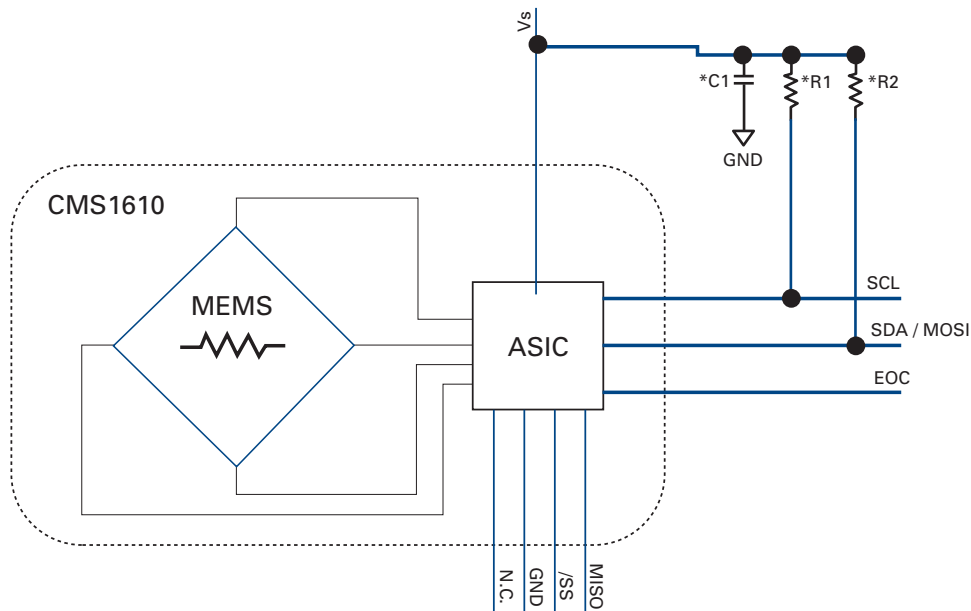 Vs
*C1
*R1
*R2
GND
CMS1610
MEMS
ASIC
SCL
SDA / MOSI
EOC
N.C.
GND
/SS
MISO